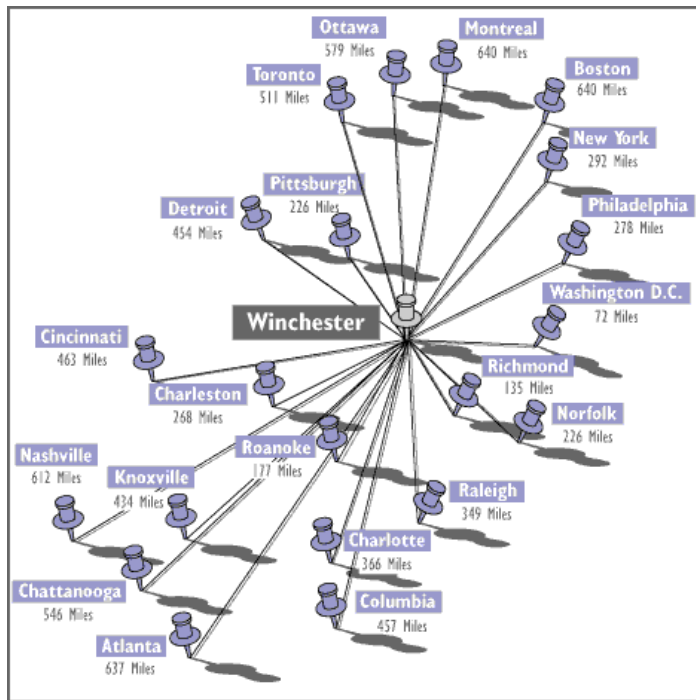 Ottawa
579 Miles
Montreal
640 Miles
Toronto
511 Miles
Boston
640 Miles
New York
292 Miles
Pittsburgh
226 Miles
Detroit
454 Miles
Philadelphia
278 Miles
Washington D.C.
72 Miles
Winchester
Cincinnati
463 Miles
Charleston
268 Miles
Richmond
135 Miles
Norfolk
226 Miles
Roanoke
177 Miles
Nashville
612 Miles
Knoxville
434 Miles
Raleigh
349 Miles
Charlotte
366 Miles
Chattanooga
546 Miles
Columbia
457 Miles
Atlanta
637 Miles